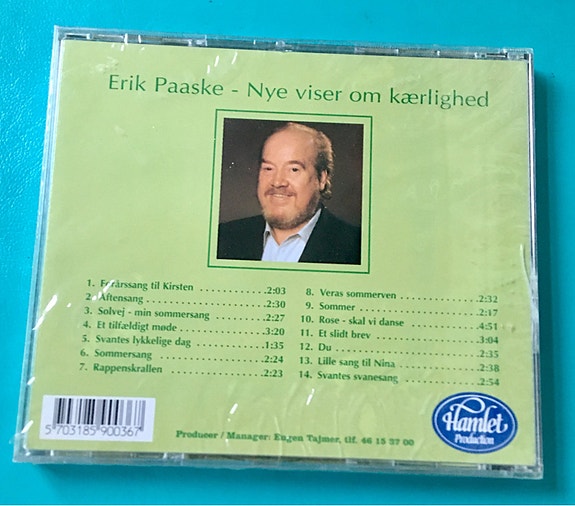 Erik Paaske - Nye viser om kærlighed
1. Forårssang til Kirsten ..............2:03
2. Aftensang ..............2:30
3. Solvej - min sommersang ..............2:27
4. Et tilfældigt møde ..............3:20
5. Svantes lykkelige dag ..............1:35
6. Sommersang ..............2:24
7. Rappenskrallen ..............2:23
8. Veras sommerven ..............2:32
9. Sommer ..............2:17
10. Rose - skal vi danse ..............4:51
11. Et slidt brev ..............3:04
12. Du ..............2:35
13. Lille sang til Nina ..............2:38
14. Svantes svanesang ..............2:54
5 703185 900367
Producer / Manager: Eugen Tajmer, tlf. 46 15 37 00
Hamlet
Production